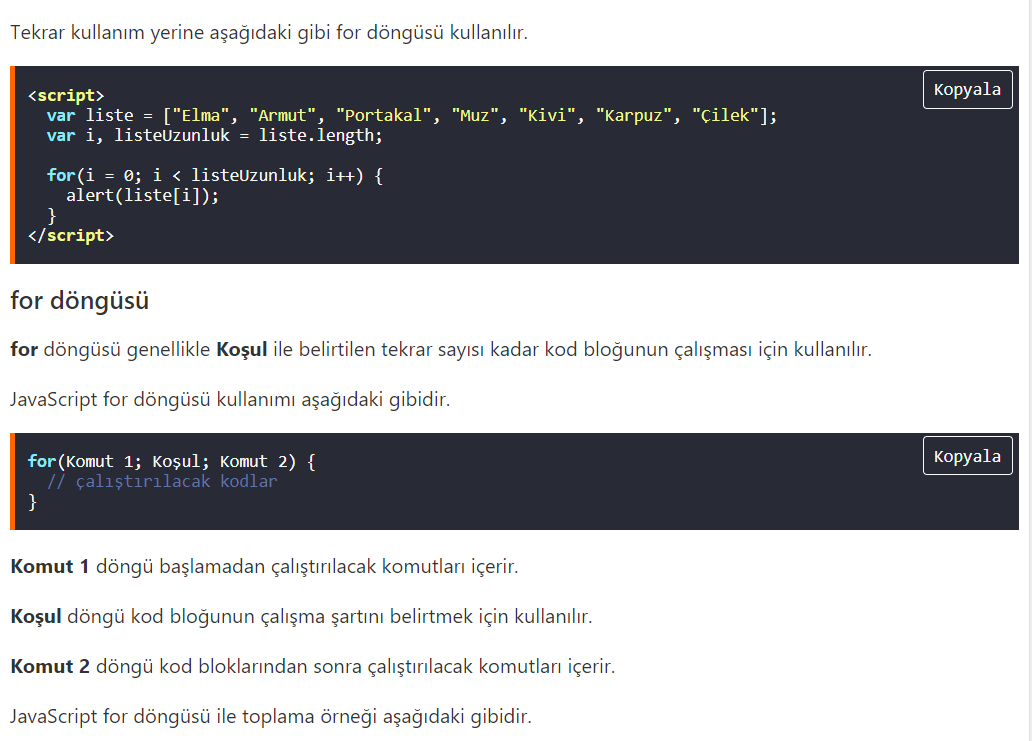 Tekrar kullanım yerine aşağıdaki gibi for döngüsü kullanılır.
Kopyala
<script>
  var liste = ["Elma", "Armut", "Portakal", "Muz", "Kivi", "Karpuz", "Çilek"];
  var i, listeUzunluk = liste.length;

  for(i = 0; i < listeUzunluk; i++) {
    alert(liste[i]);
  }
</script>
for döngüsü
for döngüsü genellikle Koşul ile belirtilen tekrar sayısı kadar kod bloğunun çalışması için kullanılır.
JavaScript for döngüsü kullanımı aşağıdaki gibidir.
Kopyala
for(Komut 1; Koşul; Komut 2) {
  // çalıştırılacak kodlar
}
Komut 1 döngü başlamadan çalıştırılacak komutları içerir.
Koşul döngü kod bloğunun çalışma şartını belirtmek için kullanılır.
Komut 2 döngü kod bloklarından sonra çalıştırılacak komutları içerir.
JavaScript for döngüsü ile toplama örneği aşağıdaki gibidir.